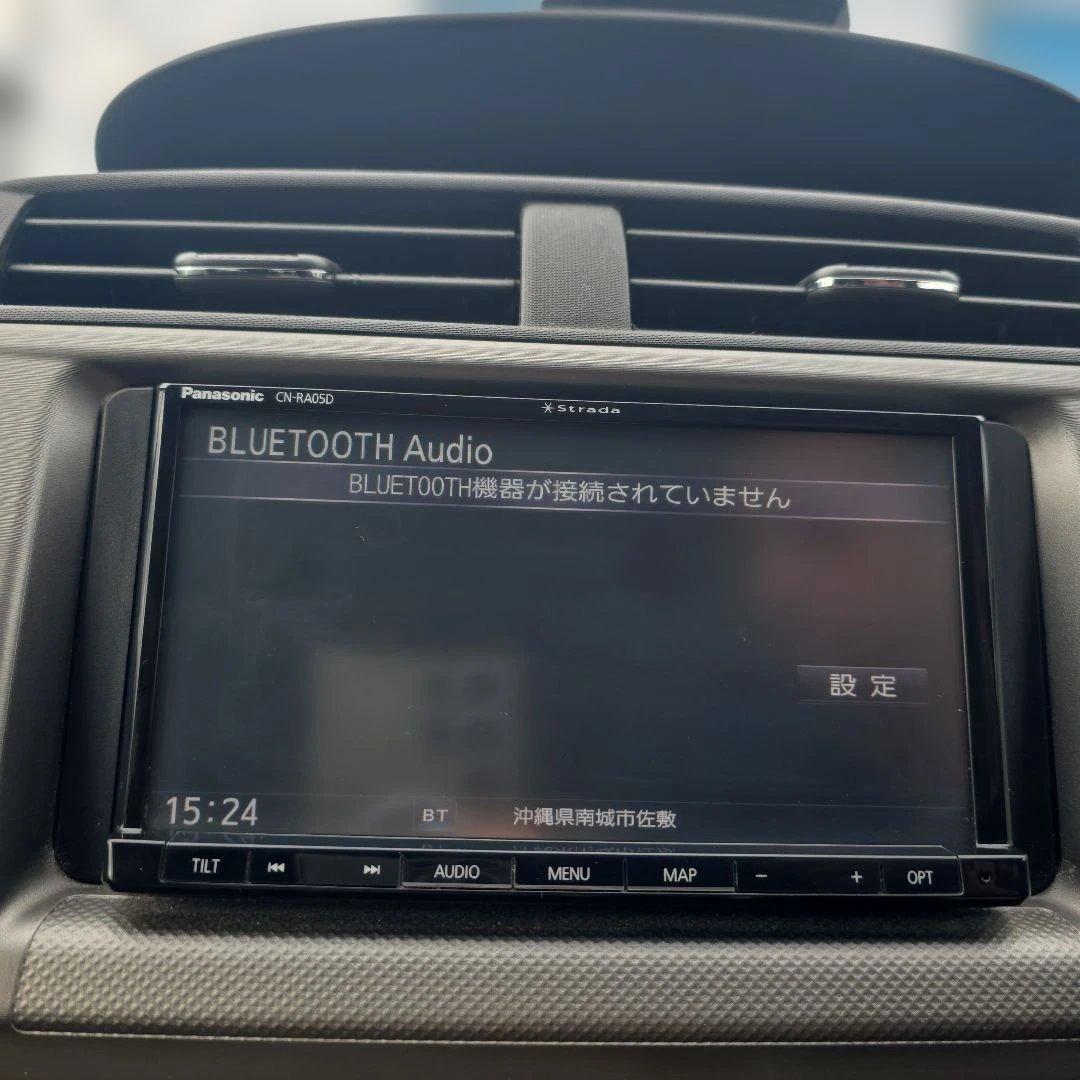 Panasonic CN-RA05D
Strada
BLUETOOTH Audio
BLUETOOTH機器が接続されていません
設定
15:24 BT 沖縄県南城市佐敷
TILT AUDIO MENU MAP − + OPT